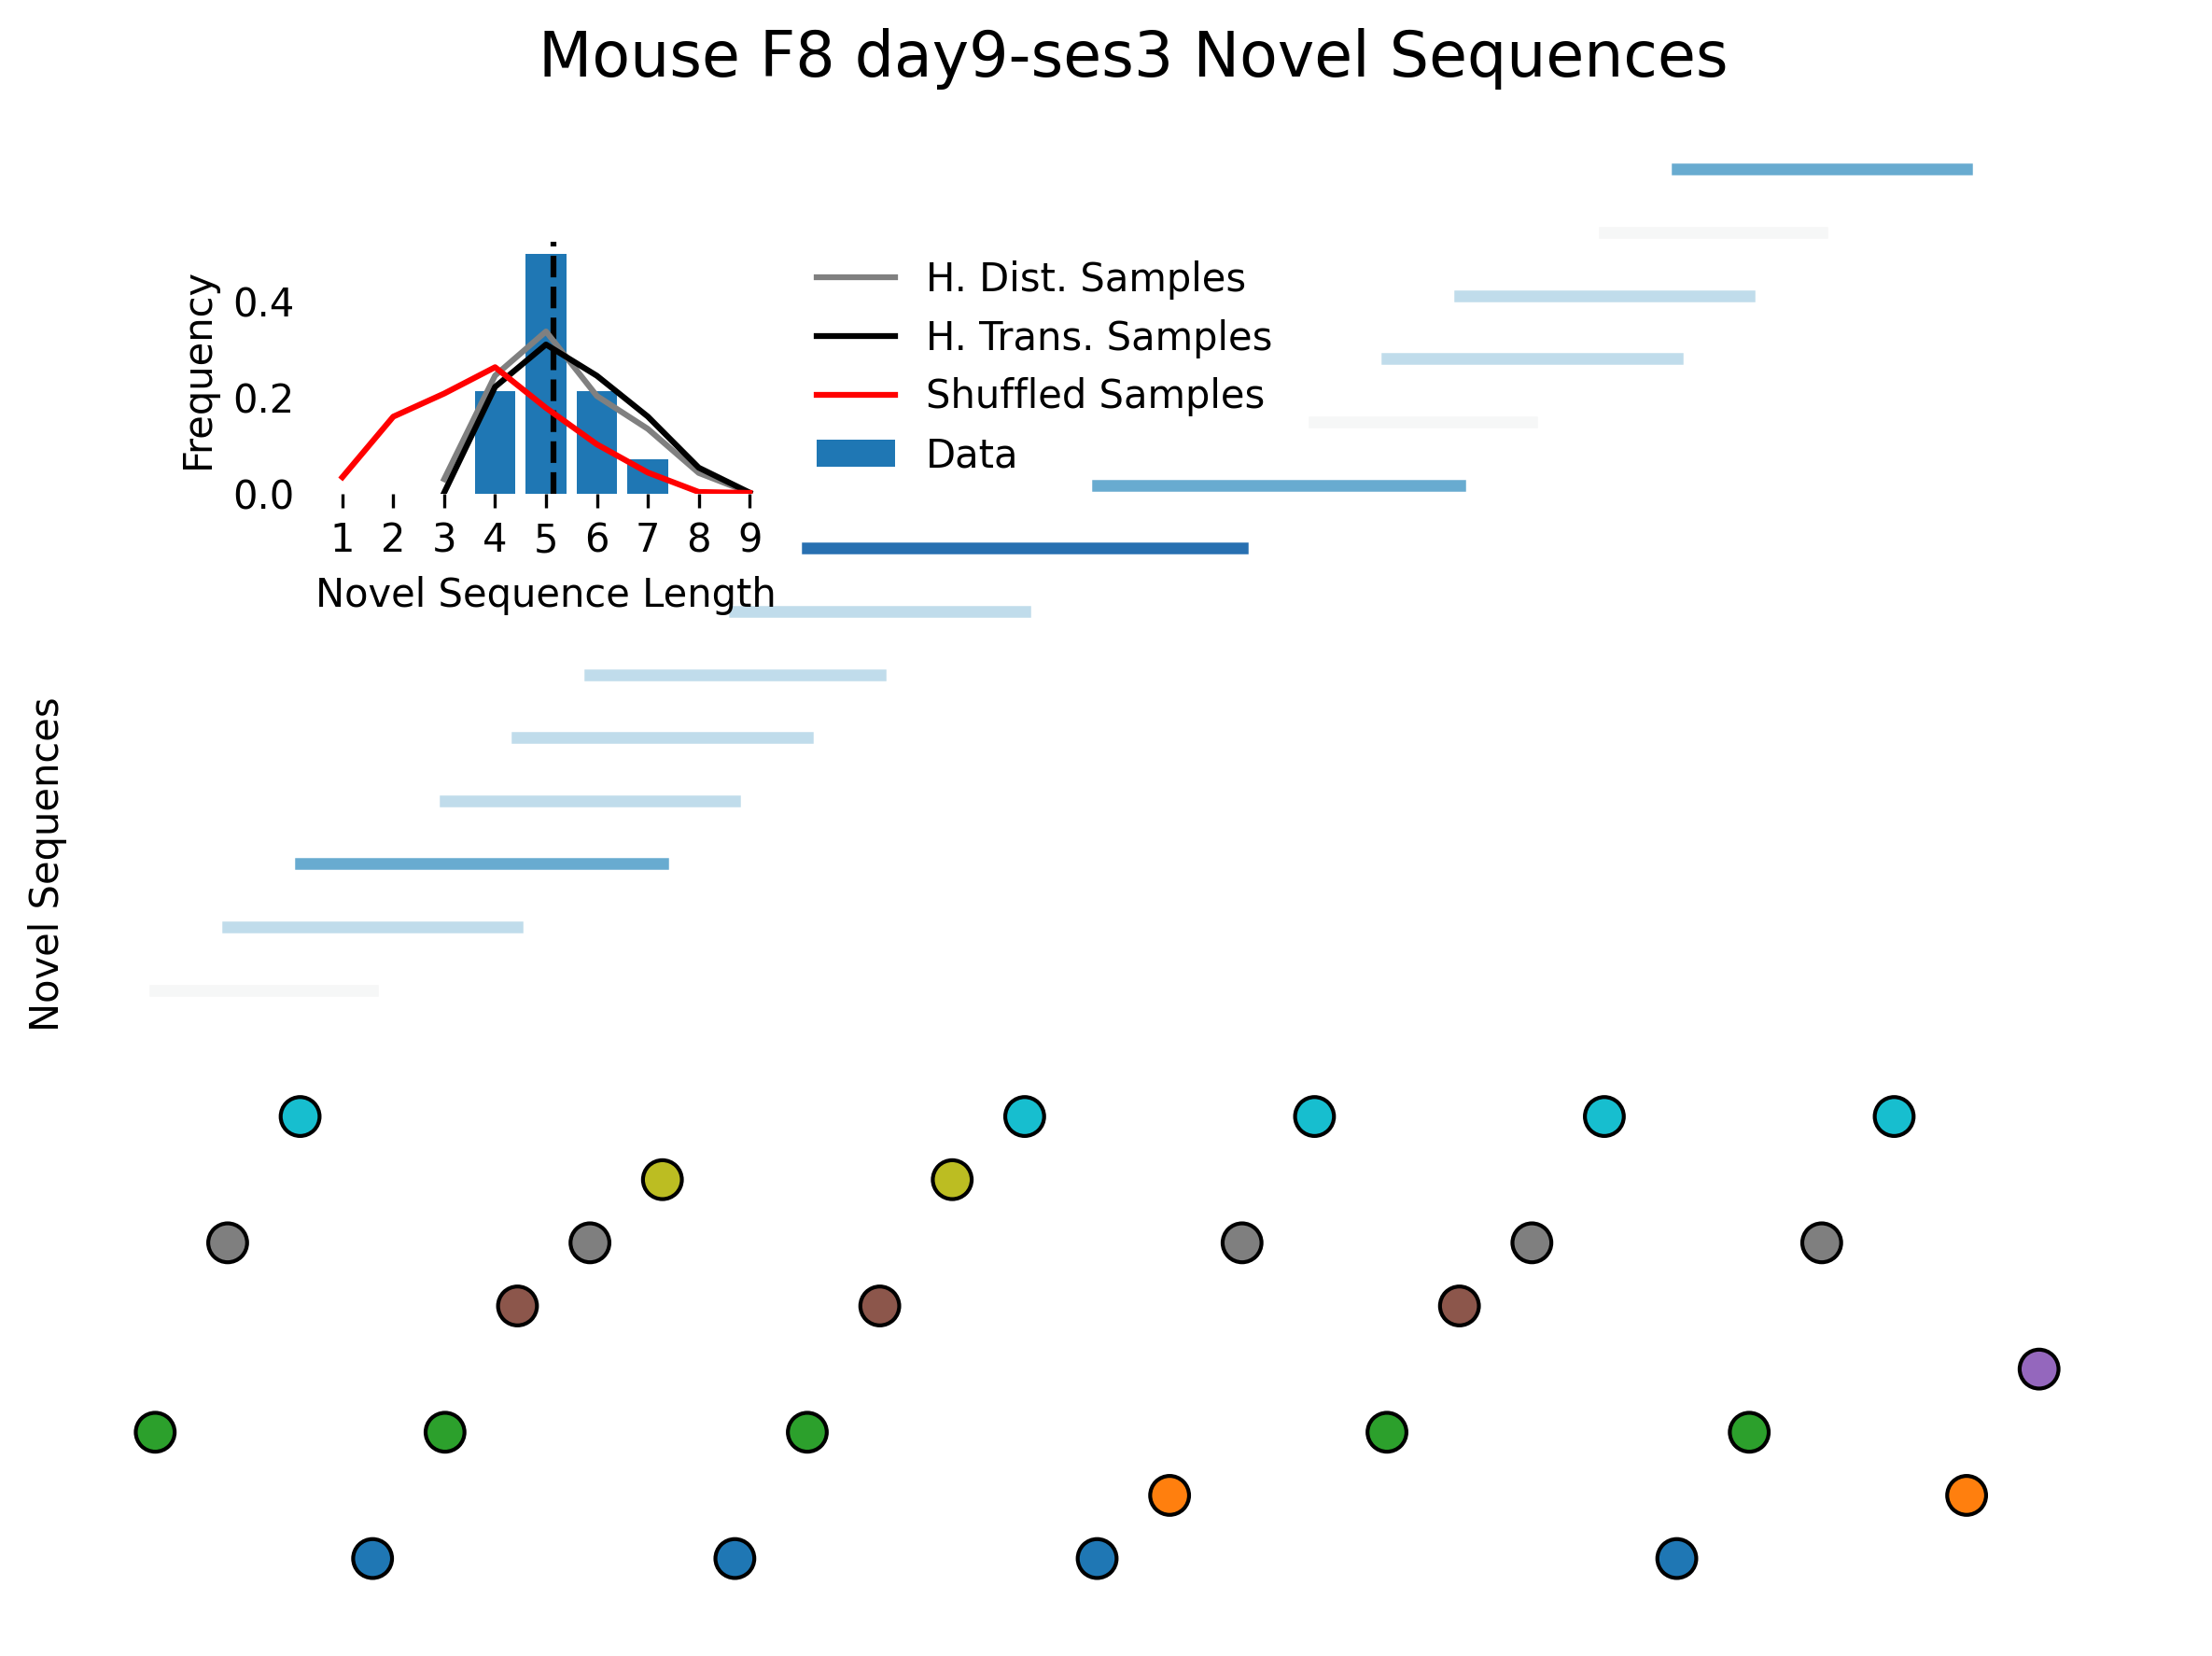 Mouse F8 day9-ses3 Novel Sequences
Frequency
0.4
0.2
0.0
1 2 3 4 5 6 7 8 9
Novel Sequence Length
H. Dist. Samples
H. Trans. Samples
Shuffled Samples
Data
Novel Sequences